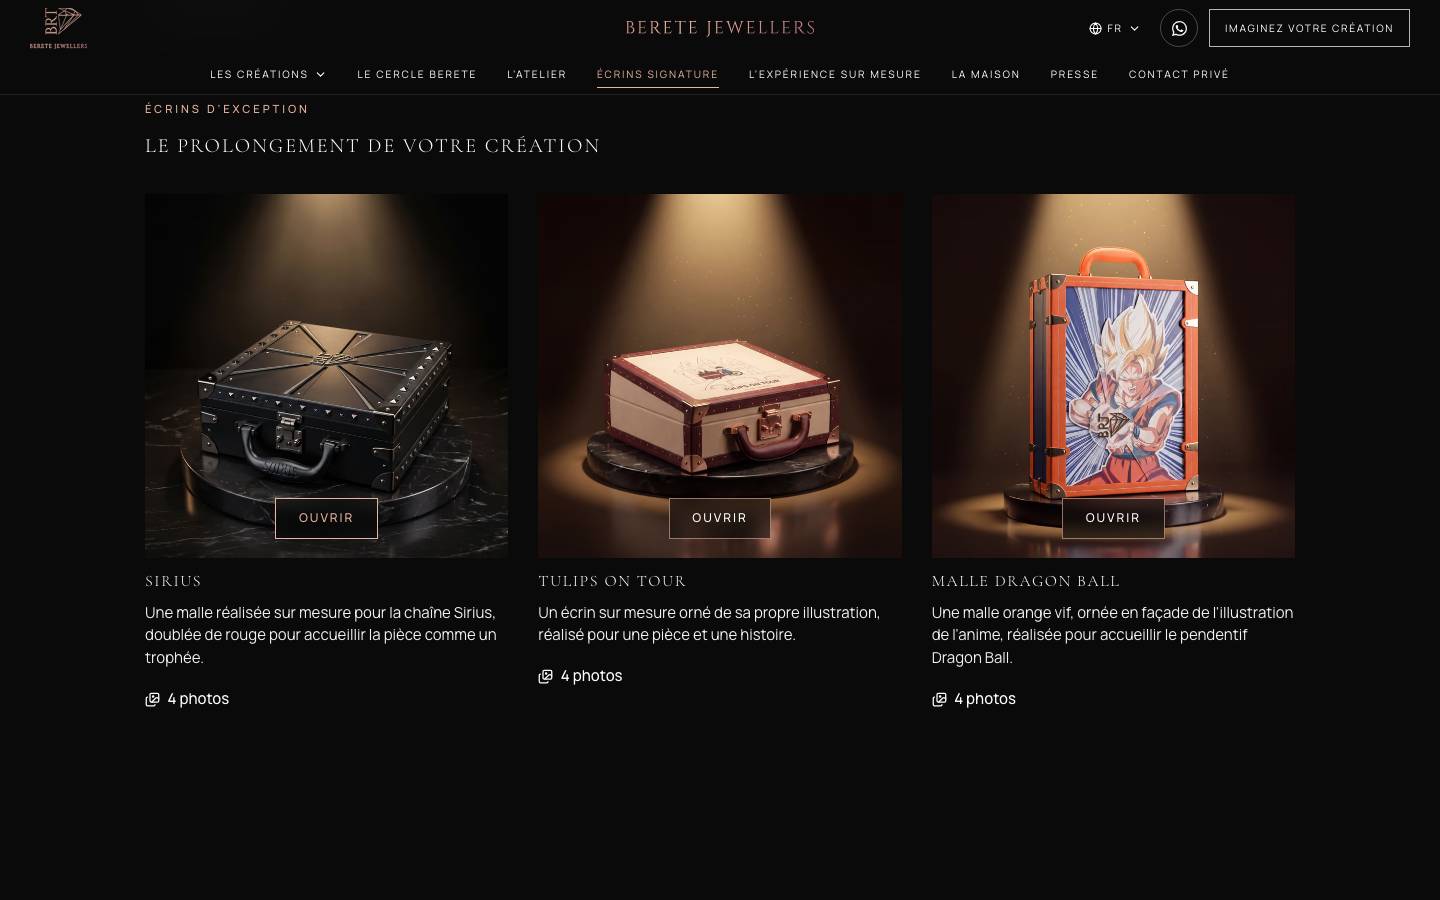 BRT
BERETE JEWELLERS
BERETE JEWELLERS
FR
IMAGINEZ VOTRE CRÉATION
LES CRÉATIONS
LE CERCLE BERETE
L'ATELIER
ÉCRINS SIGNATURE
L'EXPÉRIENCE SUR MESURE
LA MAISON
PRESSE
CONTACT PRIVÉ
ÉCRINS D'EXCEPTION
LE PROLONGEMENT DE VOTRE CRÉATION
OUVRIR
SIRIUS
Une malle réalisée sur mesure pour la chaîne Sirius,
doublée de rouge pour accueillir la pièce comme un
trophée.
4 photos
TULIPS ON TOUR
OUVRIR
TULIPS ON TOUR
Un écrin sur mesure orné de sa propre illustration,
réalisé pour une pièce et une histoire.
4 photos
BRT
OUVRIR
MALLE DRAGON BALL
Une malle orange vif, ornée en façade de l'illustration
de l'anime, réalisée pour accueillir le pendentif
Dragon Ball.
4 photos